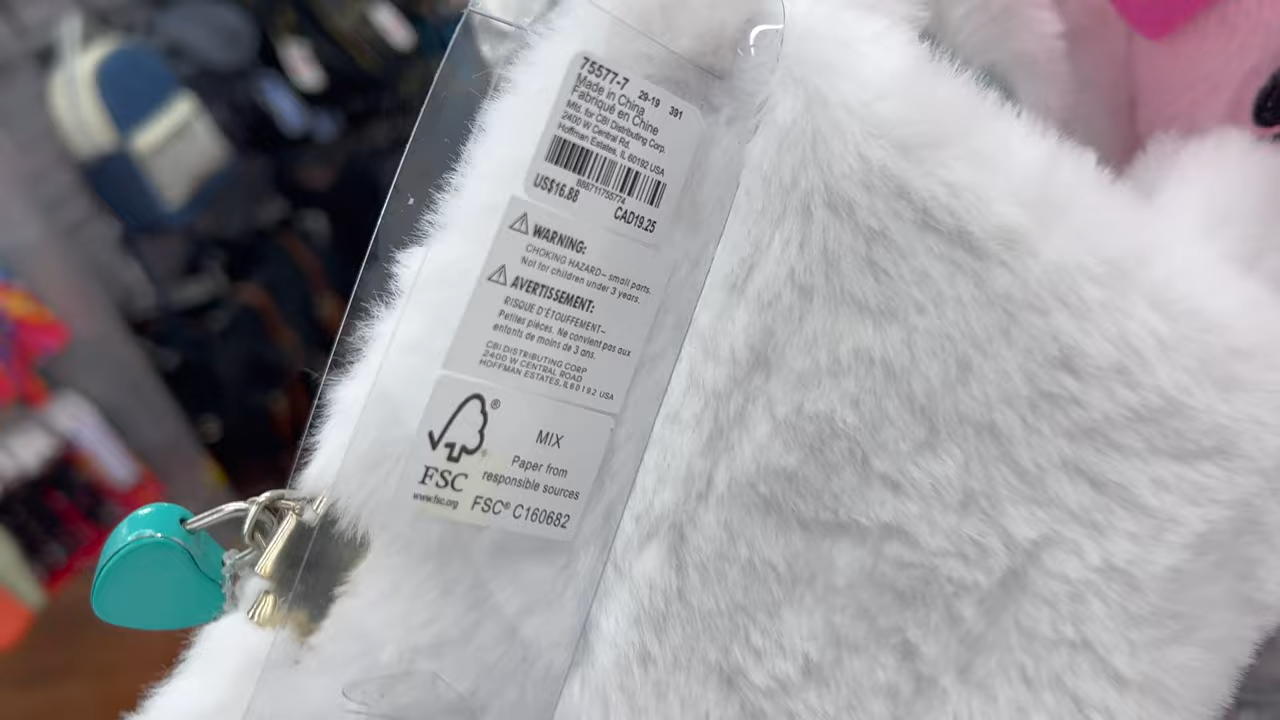 75577-7 29-19 391
Made in China
Fabriqué en Chine
Mfd. for CBI Distributing Corp.
2400 W Central Rd.
Hoffman Estates, IL 60192 USA
888711755774
US$16.88 CAD19.25
WARNING:
CHOKING HAZARD– small parts.
Not for children under 3 years.
AVERTISSEMENT:
RISQUE D'ÉTOUFFEMENT–
Petites pièces. Ne convient pas aux
enfants de moins de 3 ans.
CBI DISTRIBUTING CORP
2400 W CENTRAL ROAD
HOFFMAN ESTATES, IL 60192 USA
MIX
Paper from
responsible sources
FSC
www.fsc.org
FSC® C160682